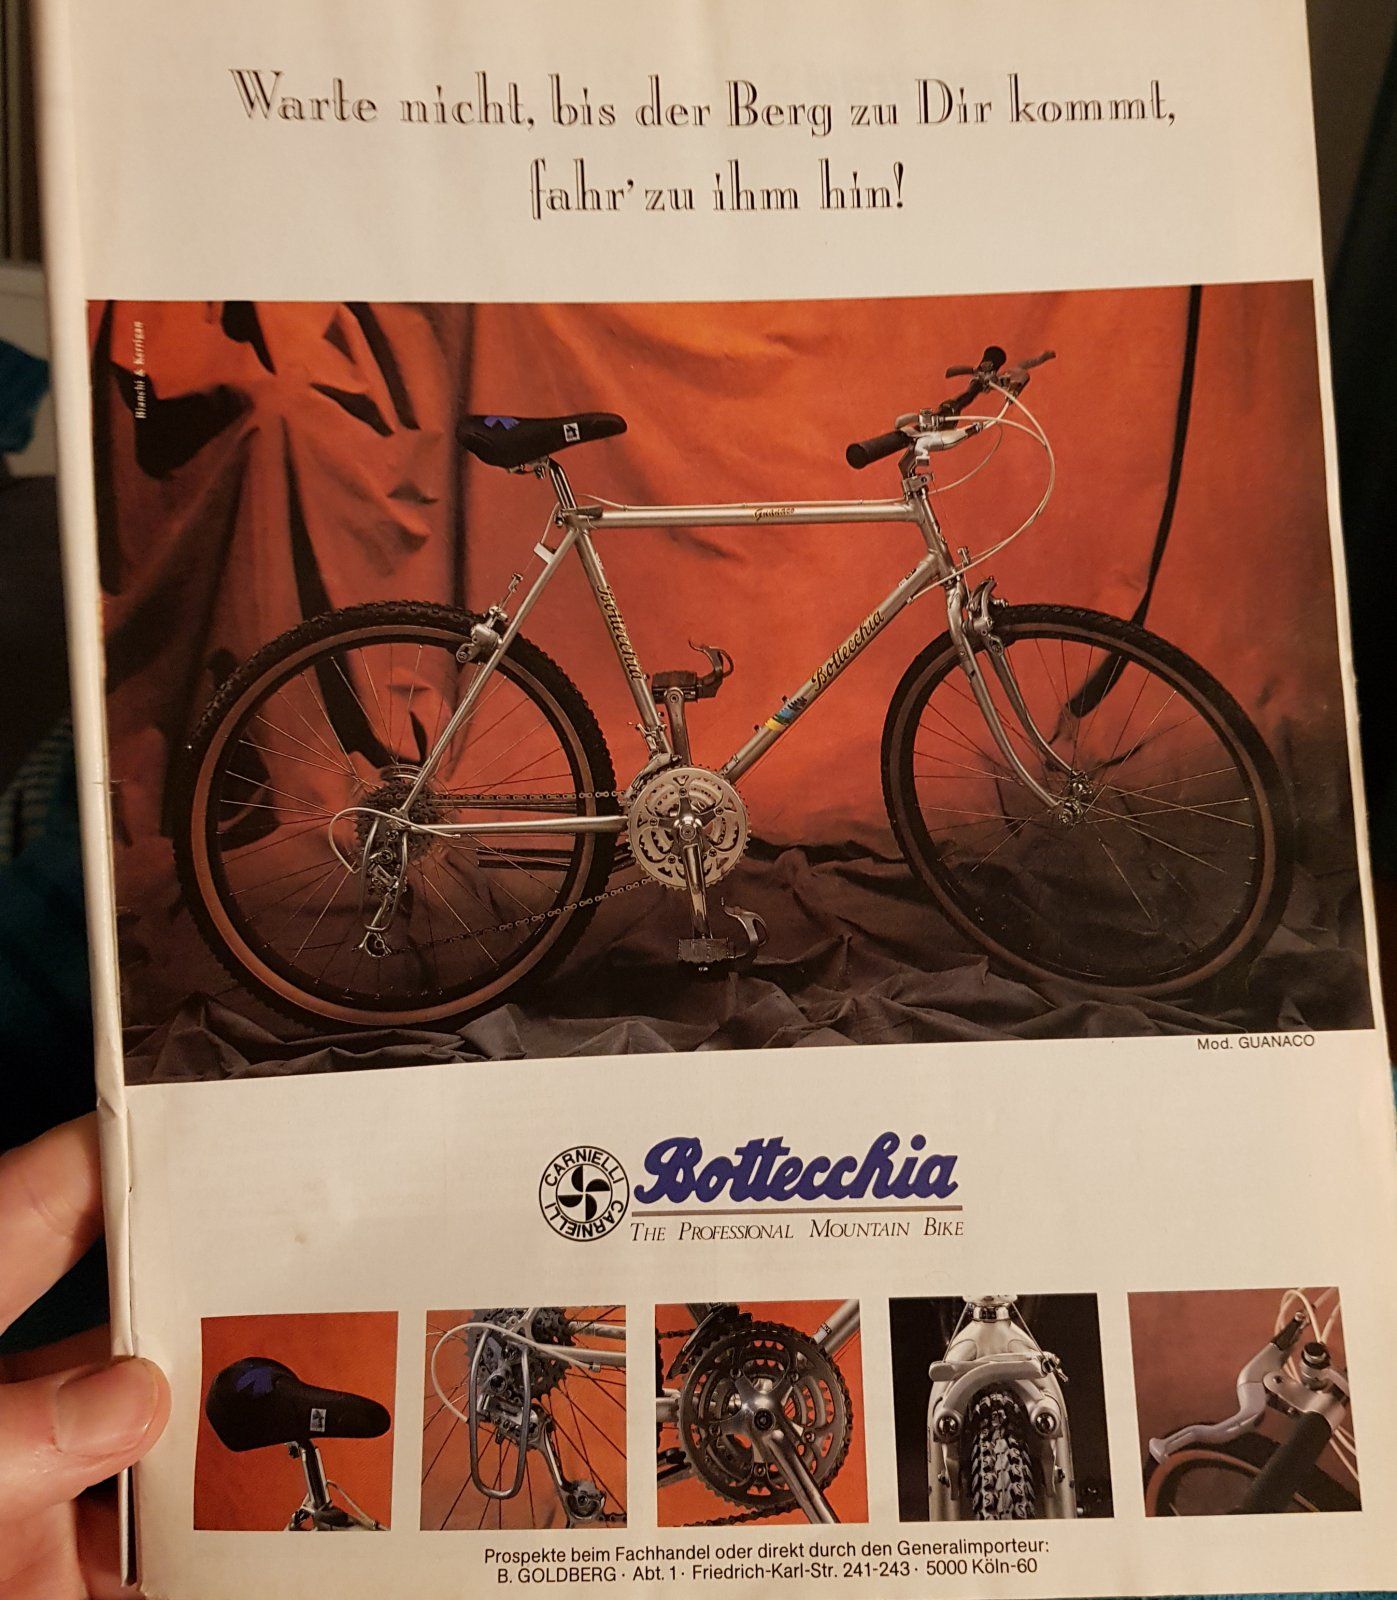 Warte nicht, bis der Berg zu Dir kommt,
fahr' zu ihm hin!
Bianchi & Kerrigan
Guanaco
Bottecchia
Bottecchia
Mod. GUANACO
CARNIELLI CARNIELLI
Bottecchia
THE PROFESSIONAL MOUNTAIN BIKE
Prospekte beim Fachhandel oder direkt durch den Generalimporteur:
B. GOLDBERG · Abt. 1 · Friedrich-Karl-Str. 241-243 · 5000 Köln-60